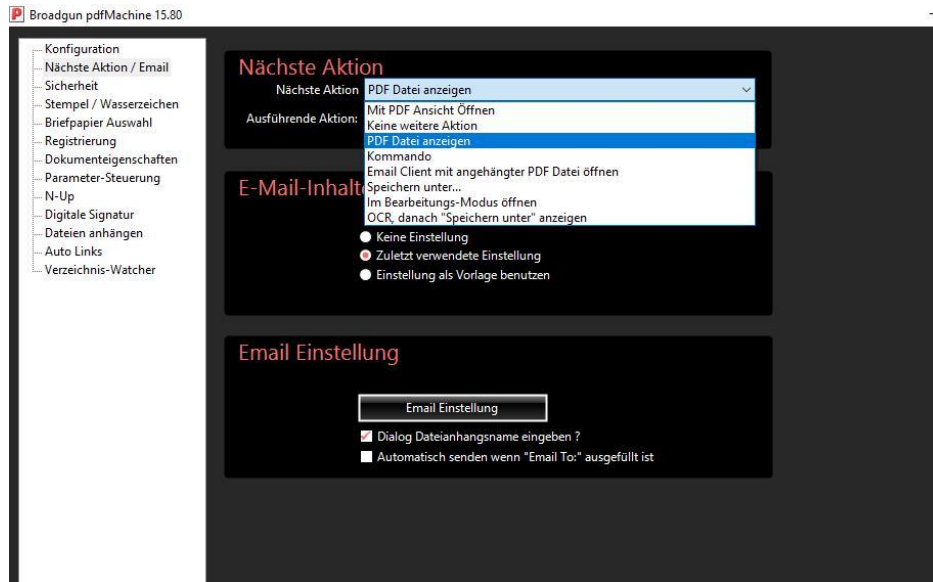 Broadgun pdfMachine 15.80
Konfiguration
Nächste Aktion / Email
Sicherheit
Stempel / Wasserzeichen
Briefpapier Auswahl
Registrierung
Dokumenteigenschaften
Parameter-Steuerung
N-Up
Digitale Signatur
Dateien anhängen
Auto Links
Verzeichnis-Watcher
Nächste Aktion
Nächste Aktion PDF Datei anzeigen
Ausführende Aktion:
Mit PDF Ansicht Öffnen
Keine weitere Aktion
PDF Datei anzeigen
Kommando
Email Client mit angehängter PDF Datei öffnen
Speichern unter...
Im Bearbeitungs-Modus öffnen
OCR, danach "Speichern unter" anzeigen
E-Mail-Inhalt
Keine Einstellung
Zuletzt verwendete Einstellung
Einstellung als Vorlage benutzen
Email Einstellung
Email Einstellung
Dialog Dateianhangsname eingeben ?
Automatisch senden wenn "Email To:" ausgefüllt ist